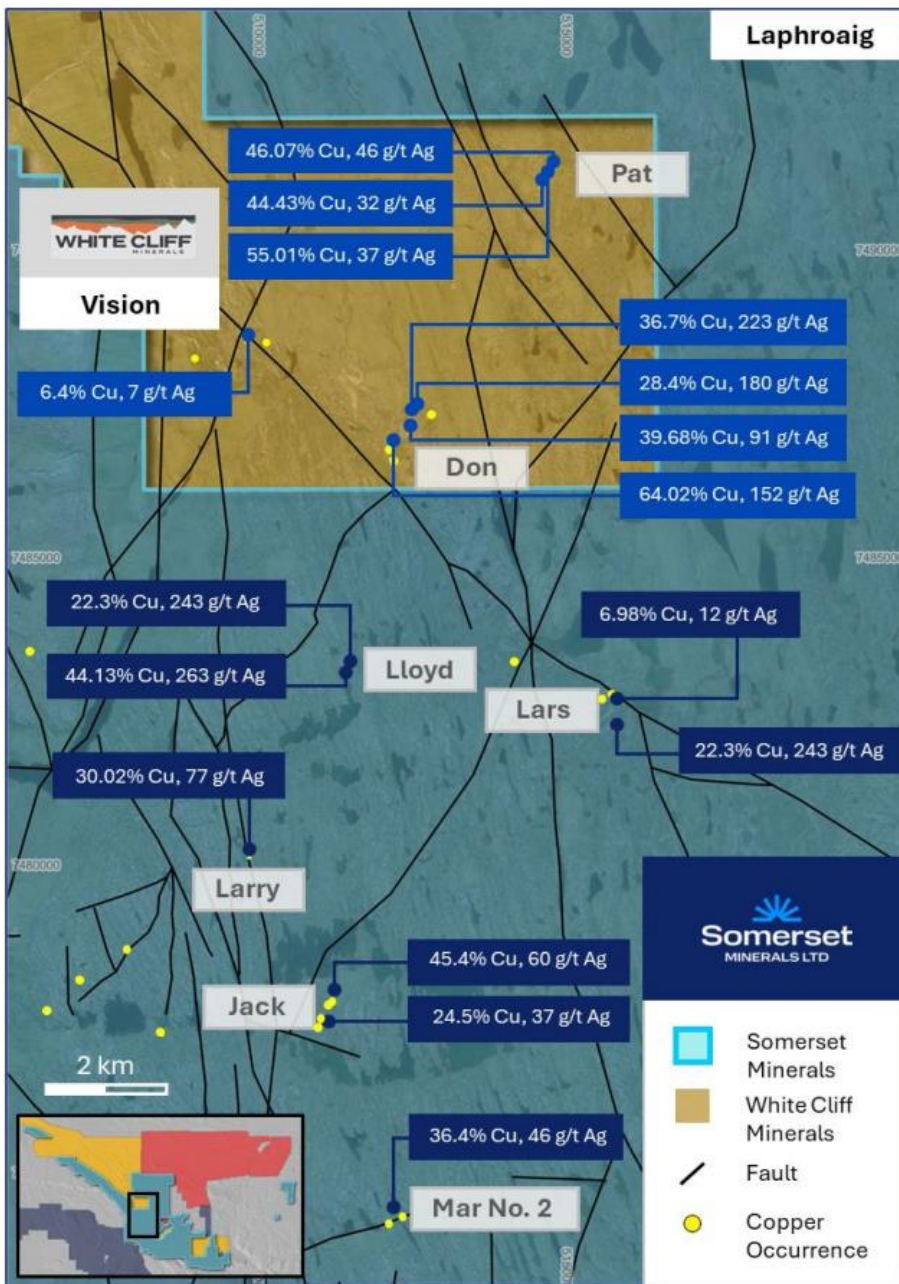 Laphroaig
510000
515000
46.07% Cu, 46 g/t Ag
44.43% Cu, 32 g/t Ag
55.01% Cu, 37 g/t Ag
Pat
WHITE CLIFF
MINERALS
Vision
7490000
36.7% Cu, 223 g/t Ag
28.4% Cu, 180 g/t Ag
39.68% Cu, 91 g/t Ag
64.02% Cu, 152 g/t Ag
6.4% Cu, 7 g/t Ag
Don
7485000
7485000
22.3% Cu, 243 g/t Ag
44.13% Cu, 263 g/t Ag
Lloyd
6.98% Cu, 12 g/t Ag
Lars
22.3% Cu, 243 g/t Ag
30.02% Cu, 77 g/t Ag
7480000
Larry
45.4% Cu, 60 g/t Ag
24.5% Cu, 37 g/t Ag
Jack
Somerset
MINERALS LTD
2 km
36.4% Cu, 46 g/t Ag
Mar No. 2
Somerset
Minerals
White Cliff
Minerals
Fault
Copper
Occurrence